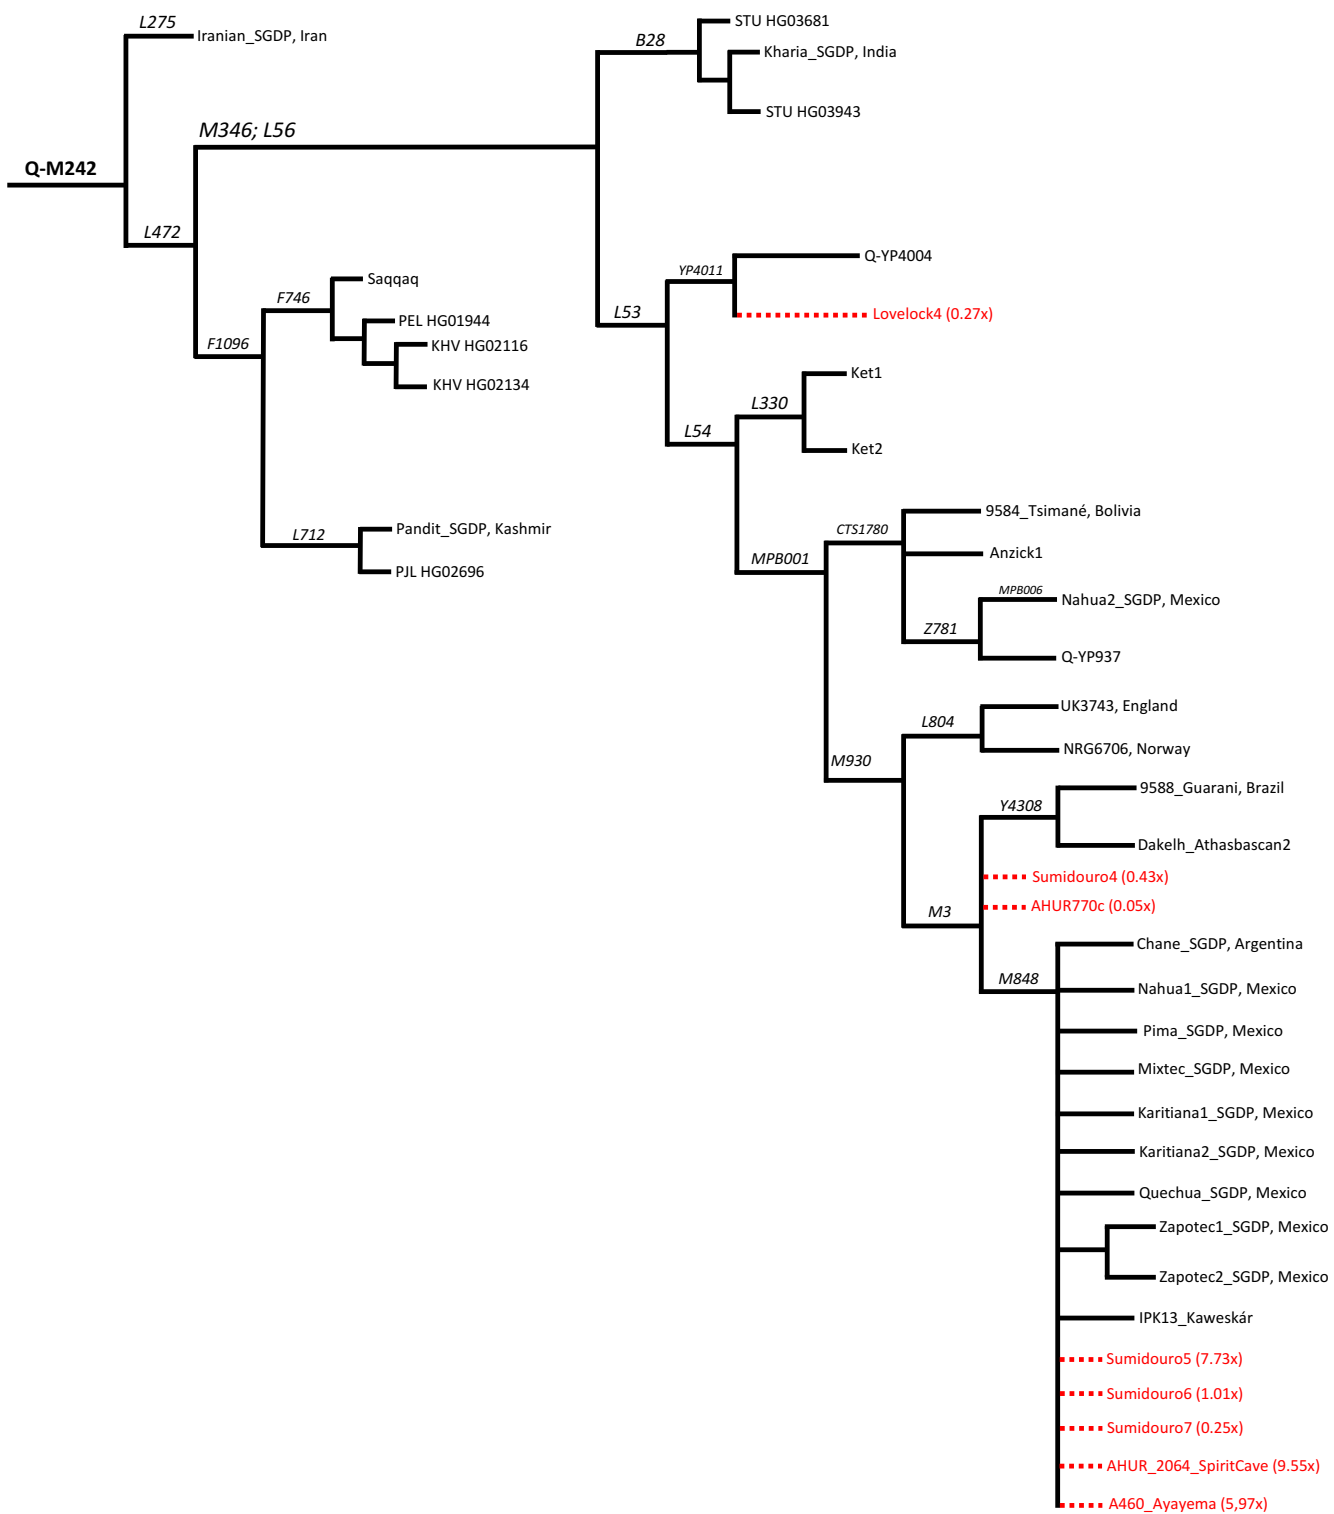 L275
Iranian_SGDP, Iran
STU HG03681
B28
Kharia_SGDP, India
STU HG03943
M346; L56
Q-M242
L472
Q-YP4004
YP4011
Lovelock4 (0.27x)
L53
Saqqaq
F746
PEL HG01944
F1096
KHV HG02116
KHV HG02134
Ket1
L330
L54
Ket2
9584_Tsimané, Bolivia
CTS1780
Anzick1
MPB001
L712
Pandit_SGDP, Kashmir
PJL HG02696
MPB006
Nahua2_SGDP, Mexico
Z781
Q-YP937
UK3743, England
L804
NRG6706, Norway
M930
9588_Guarani, Brazil
Y4308
Dakelh_Athasbascan2
Sumidouro4 (0.43x)
AHUR770c (0.05x)
M3
Chane_SGDP, Argentina
M848
Nahua1_SGDP, Mexico
Pima_SGDP, Mexico
Mixtec_SGDP, Mexico
Karitiana1_SGDP, Mexico
Karitiana2_SGDP, Mexico
Quechua_SGDP, Mexico
Zapotec1_SGDP, Mexico
Zapotec2_SGDP, Mexico
IPK13_Kaweskár
Sumidouro5 (7.73x)
Sumidouro6 (1.01x)
Sumidouro7 (0.25x)
AHUR_2064_SpiritCave (9.55x)
A460_Ayayema (5,97x)